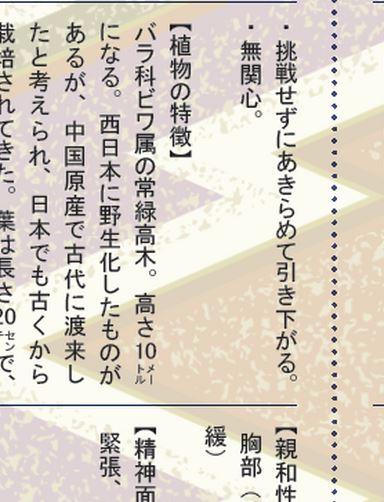 ・挑戦せずにあきらめて引き下がる。
・無関心。
【植物の特徴】
バラ科ビワ属の常緑高木。高さ10メートル
になる。西日本に野生化したものが
あるが、中国原産で古代に渡来し
たと考えられ、日本でも古くから
栽培されてきた。葉は長さ20センで、
【親和性
胸部（
緩）
【精神面
緊張、